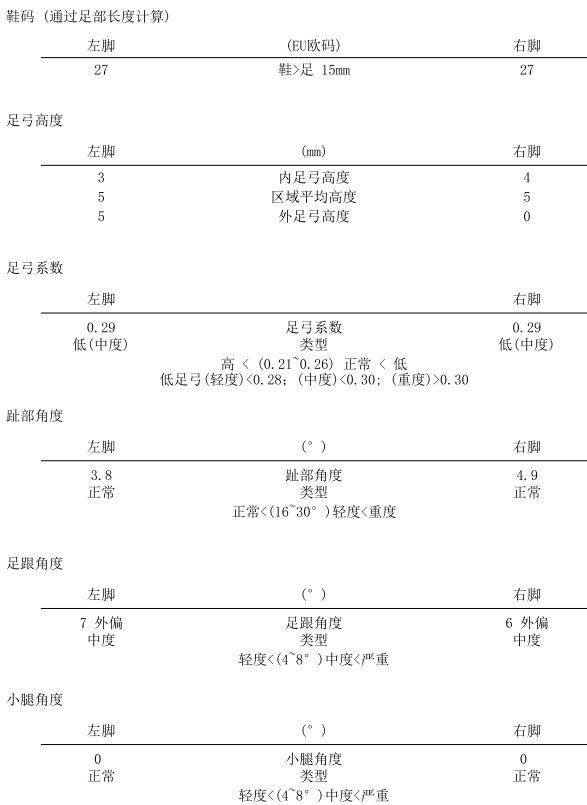 鞋码 (通过足部长度计算)
左脚 (EU欧码) 右脚
27 鞋>足 15mm 27
足弓高度
左脚 (mm) 右脚
3 内足弓高度 4
5 区域平均高度 5
5 外足弓高度 0
足弓系数
左脚 右脚
0.29 足弓系数 0.29
低(中度) 类型 低(中度)
高 < (0.21~0.26) 正常 < 低
低足弓(轻度)<0.28; (中度)<0.30; (重度)>0.30
趾部角度
左脚 (° ) 右脚
3.8 趾部角度 4.9
正常 类型 正常
正常<(16~30° )轻度<重度
足跟角度
左脚 (° ) 右脚
7 外偏 足跟角度 6 外偏
中度 类型 中度
轻度<(4~8° )中度<严重
小腿角度
左脚 (° ) 右脚
0 小腿角度 0
正常 类型 正常
轻度<(4~8° )中度<严重